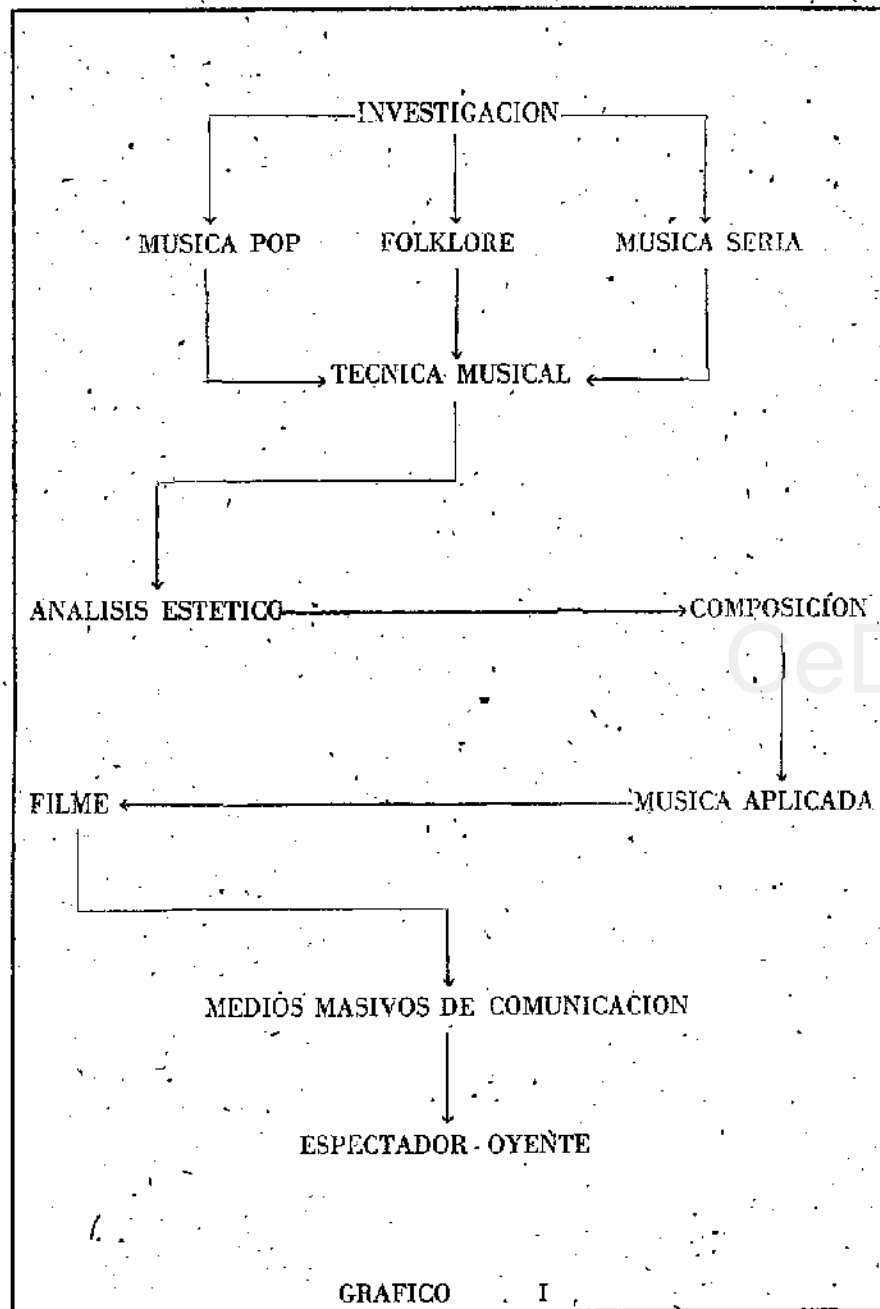 INVESTIGACION
MUSICA POP FOLKLORE MUSICA SERIA
TECNICA MUSICAL
ANALISIS ESTETICO COMPOSICIÓN
CeD
FILME MUSICA APLICADA
MEDIOS MASIVOS DE COMUNICACION
ESPECTADOR - OYENTE
GRAFICO I